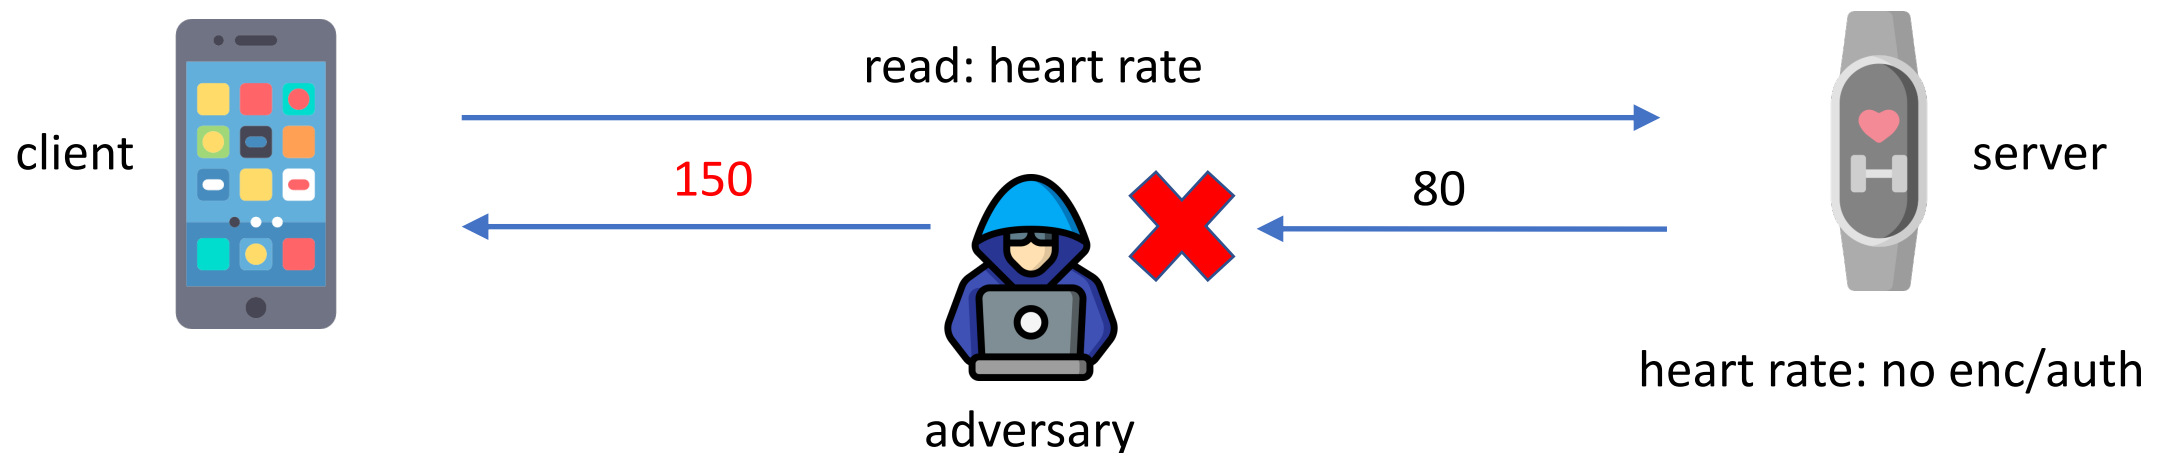 read: heart rate
client
150
80
server
heart rate: no enc/auth
adversary